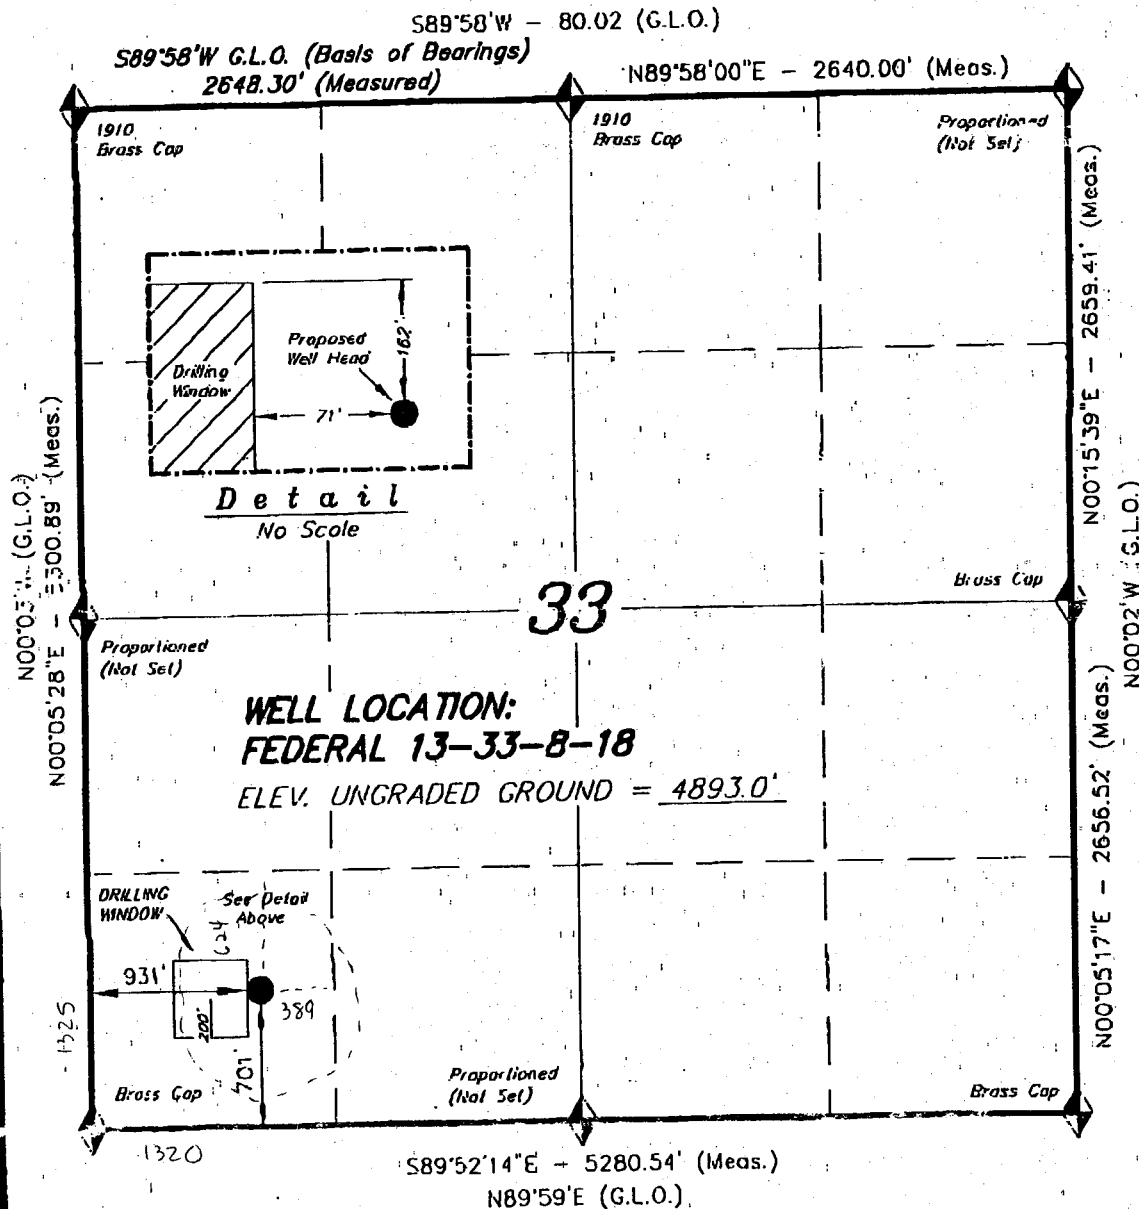 S89°58'W - 80.02 (G.L.O.)
S89°58'W G.L.O. (Basis of Bearings)
2648.30' (Measured)
N89°58'00"E - 2640.00' (Meas.)
1910
Brass Cap
1910
Brass Cap
Proportioned
(Not Set)
N00°15'39"E - 2659.41' (Meas.)
Proposed
Well Head
162'
Drilling
Window
71'
Detail
No Scale
(G.L.O.)
N00°05'28"E - 5300.89' (Meas.)
33
Brass Cap
N00°02'W (G.L.O.)
Proportioned
(Not Set)
WELL LOCATION:
FEDERAL 13-33-8-18
ELEV. UNGRADED GROUND = 4893.0'
N00°05'17"E - 2656.52' (Meas.)
DRILLING
WINDOW
See Detail
Above
624
931'
389
200'
701'
1325
Brass Cap
Proportioned
(Not Set)
Brass Cap
1320
S89°52'14"E - 5280.54' (Meas.)
N89°59'E (G.L.O.)